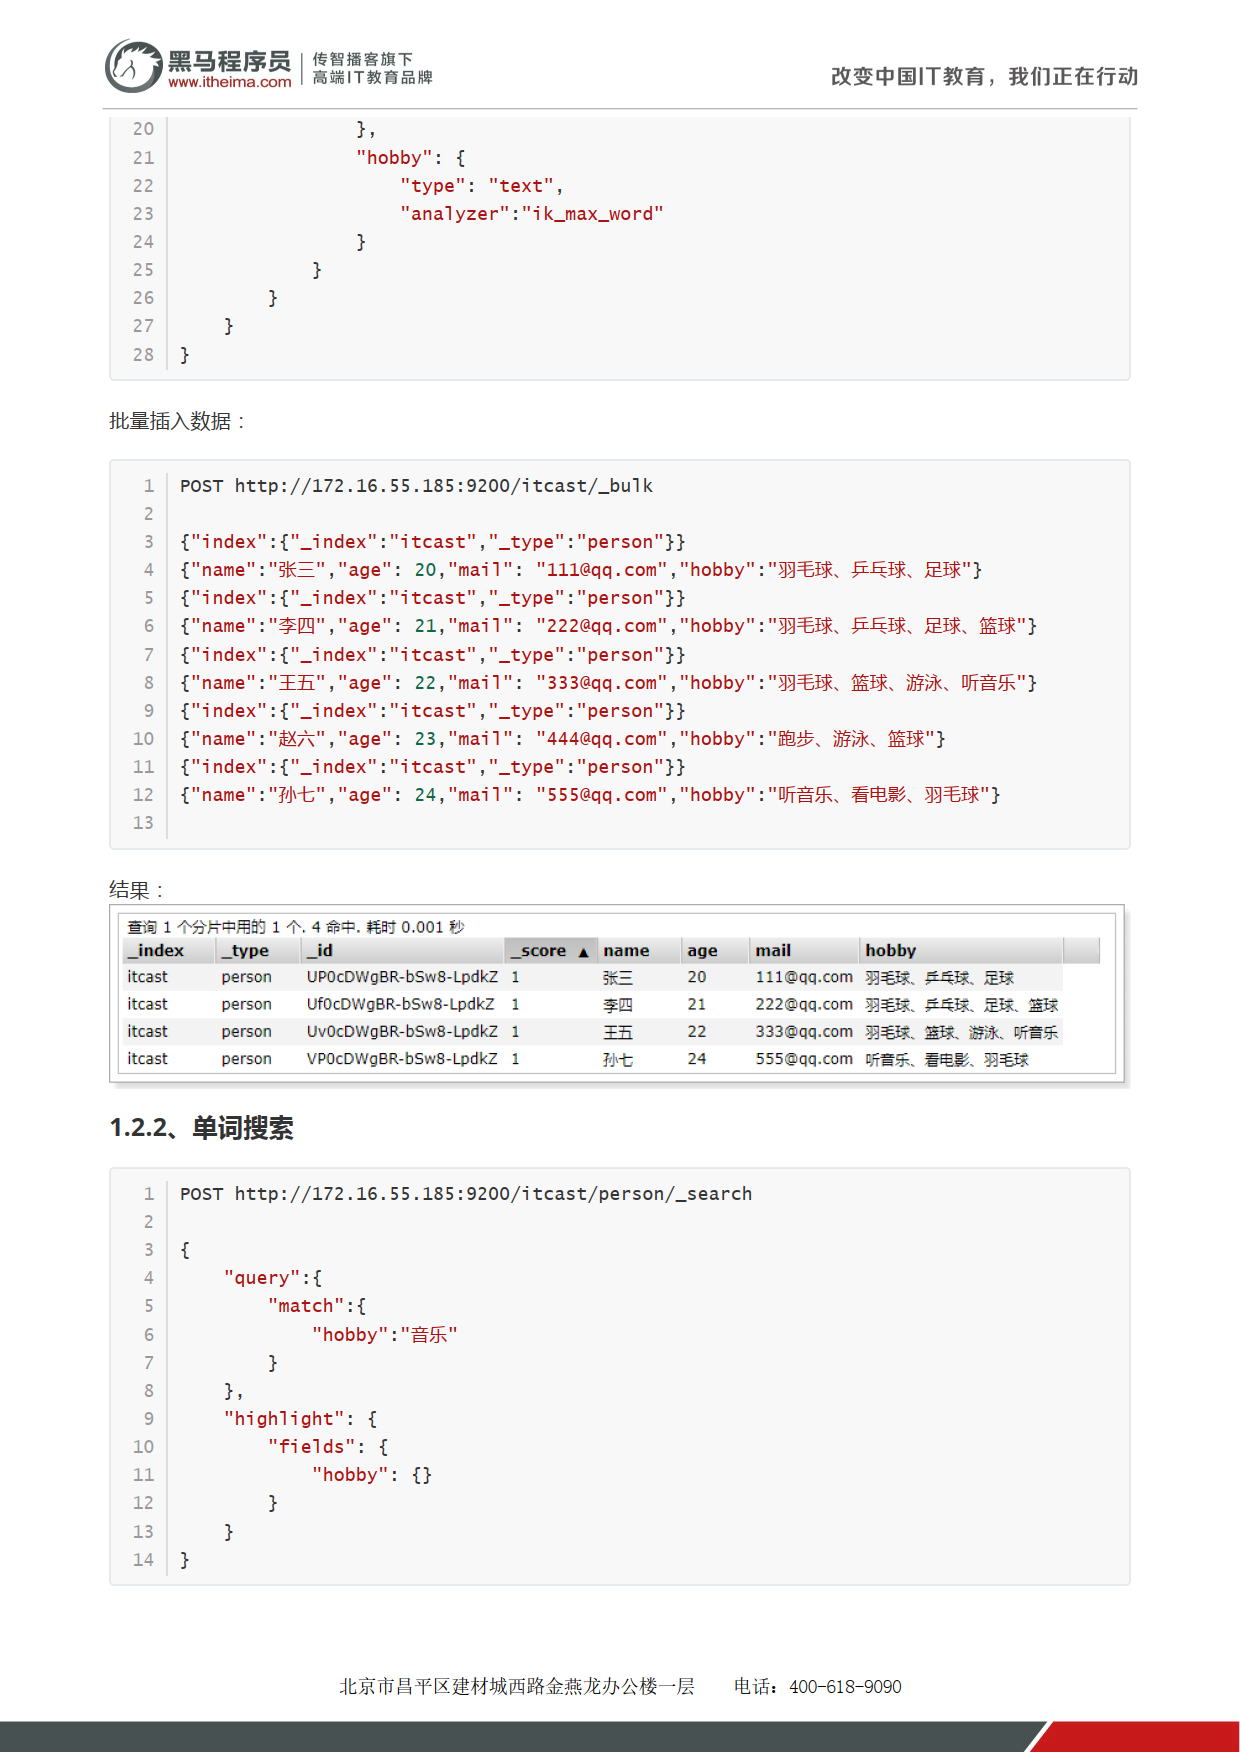 黑马程序员
www.itheima.com
传智播客旗下
高端IT教育品牌
改变中国IT教育，我们正在行动
20 },
21 "hobby": {
22 "type": "text",
23 "analyzer":"ik_max_word"
24 }
25 }
26 }
27 }
28 }
批量插入数据：
1 POST http://172.16.55.185:9200/itcast/_bulk
2
3 {"index":{"_index":"itcast","_type":"person"}}
4 {"name":"张三","age": 20,"mail": "111@qq.com","hobby":"羽毛球、乒乓球、足球"}
5 {"index":{"_index":"itcast","_type":"person"}}
6 {"name":"李四","age": 21,"mail": "222@qq.com","hobby":"羽毛球、乒乓球、足球、篮球"}
7 {"index":{"_index":"itcast","_type":"person"}}
8 {"name":"王五","age": 22,"mail": "333@qq.com","hobby":"羽毛球、篮球、游泳、听音乐"}
9 {"index":{"_index":"itcast","_type":"person"}}
10 {"name":"赵六","age": 23,"mail": "444@qq.com","hobby":"跑步、游泳、篮球"}
11 {"index":{"_index":"itcast","_type":"person"}}
12 {"name":"孙七","age": 24,"mail": "555@qq.com","hobby":"听音乐、看电影、羽毛球"}
13
结果：
查询 1 个分片中用的 1 个. 4 命中. 耗时 0.001 秒
_index _type _id _score ▲ name age mail hobby
itcast person UP0cDWgBR-bSw8-LpdkZ 1 张三 20 111@qq.com 羽毛球、乒乓球、足球
itcast person Uf0cDWgBR-bSw8-LpdkZ 1 李四 21 222@qq.com 羽毛球、乒乓球、足球、篮球
itcast person Uv0cDWgBR-bSw8-LpdkZ 1 王五 22 333@qq.com 羽毛球、篮球、游泳、听音乐
itcast person VP0cDWgBR-bSw8-LpdkZ 1 孙七 24 555@qq.com 听音乐、看电影、羽毛球
1.2.2、单词搜索
1 POST http://172.16.55.185:9200/itcast/person/_search
2
3 {
4 "query":{
5 "match":{
6 "hobby":"音乐"
7 }
8 },
9 "highlight": {
10 "fields": {
11 "hobby": {}
12 }
13 }
14 }
北京市昌平区建材城西路金燕龙办公楼一层 电话：400-618-9090